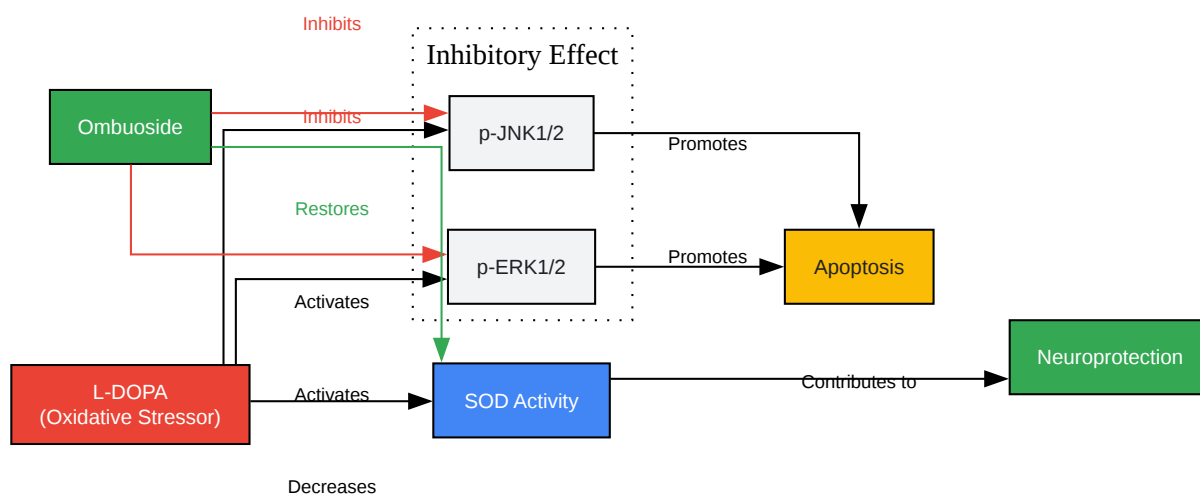 Inhibits
Inhibitory Effect
Ombuoside
Inhibits
p-JNK1/2
Promotes
Restores
p-ERK1/2
Promotes
Apoptosis
Activates
Neuroprotection
L-DOPA
(Oxidative Stressor)
Activates
SOD Activity
Contributes to
Decreases